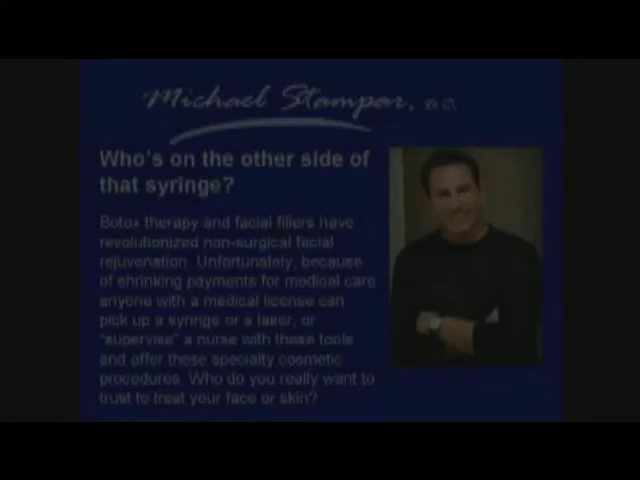 Michael Stampar, D.O.
Who's on the other side of
that syringe?
Botox therapy and facial fillers have
revolutionized non-surgical facial
rejuvenation. Unfortunately, because
of shrinking payments for medical care
anyone with a medical license can
pick up a syringe or a laser, or
"supervise" a nurse with these tools
and offer these specialty cosmetic
procedures. Who do you really want to
trust to treat your face or skin?